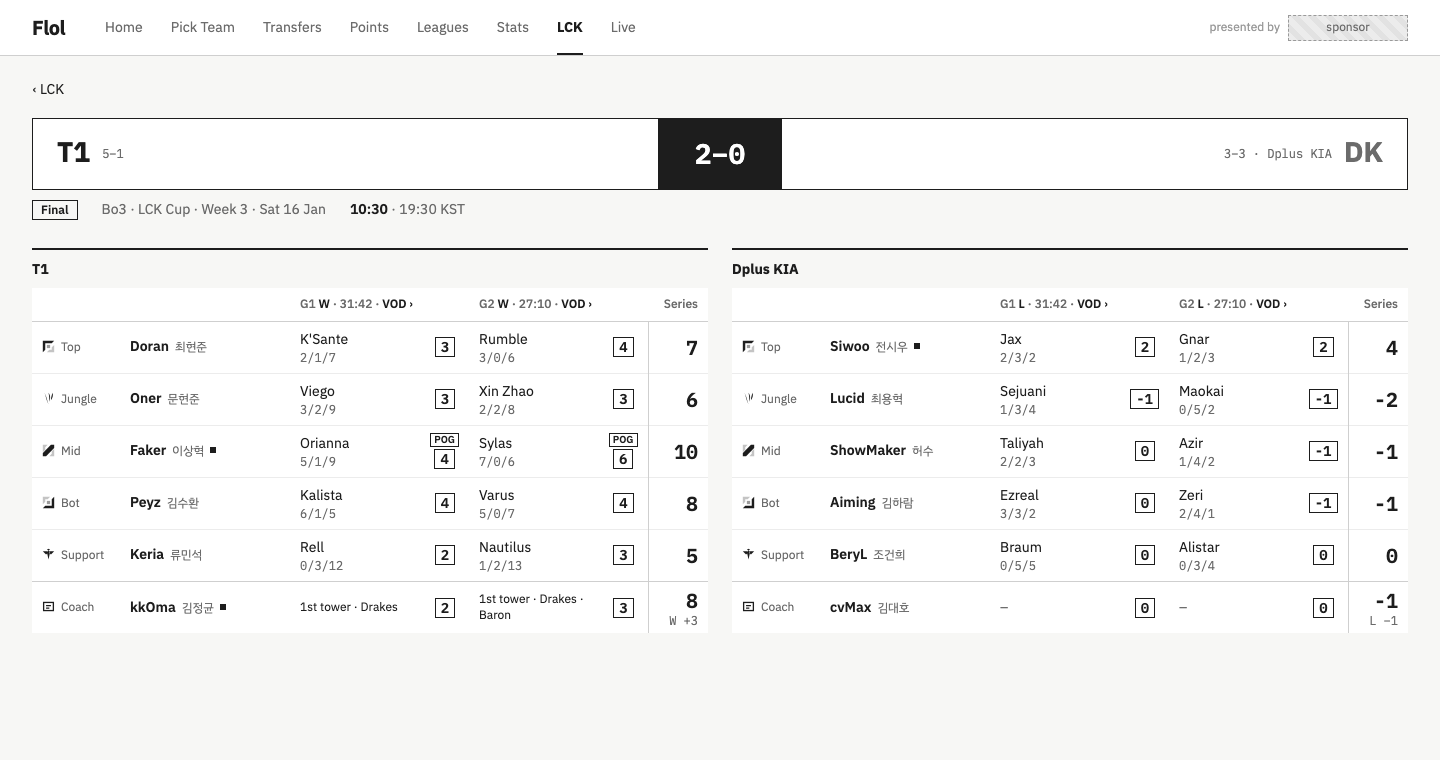 Flol Home Pick Team Transfers Points Leagues Stats LCK Live presented by sponsor
‹ LCK
T1 5–1 2–0 3–3 · Dplus KIA DK
Final Bo3 · LCK Cup · Week 3 · Sat 16 Jan 10:30 · 19:30 KST
T1
G1 W · 31:42 · VOD › G2 W · 27:10 · VOD › Series
Top Doran 최현준 K'Sante 2/1/7 3 Rumble 3/0/6 4 7
Jungle Oner 문현준 Viego 3/2/9 3 Xin Zhao 2/2/8 3 6
Mid Faker 이상혁 Orianna 5/1/9 POG 4 Sylas 7/0/6 POG 6 10
Bot Peyz 김수환 Kalista 6/1/5 4 Varus 5/0/7 4 8
Support Keria 류민석 Rell 0/3/12 2 Nautilus 1/2/13 3 5
Coach kkOma 김정균 1st tower · Drakes 2 1st tower · Drakes · Baron 3 8 W +3
Dplus KIA
G1 L · 31:42 · VOD › G2 L · 27:10 · VOD › Series
Top Siwoo 전시우 Jax 2/3/2 2 Gnar 1/2/3 2 4
Jungle Lucid 최용혁 Sejuani 1/3/4 -1 Maokai 0/5/2 -1 -2
Mid ShowMaker 허수 Taliyah 2/2/3 0 Azir 1/4/2 -1 -1
Bot Aiming 김하람 Ezreal 3/3/2 0 Zeri 2/4/1 -1 -1
Support BeryL 조건희 Braum 0/5/5 0 Alistar 0/3/4 0 0
Coach cvMax 김대호 – 0 – 0 -1 L −1